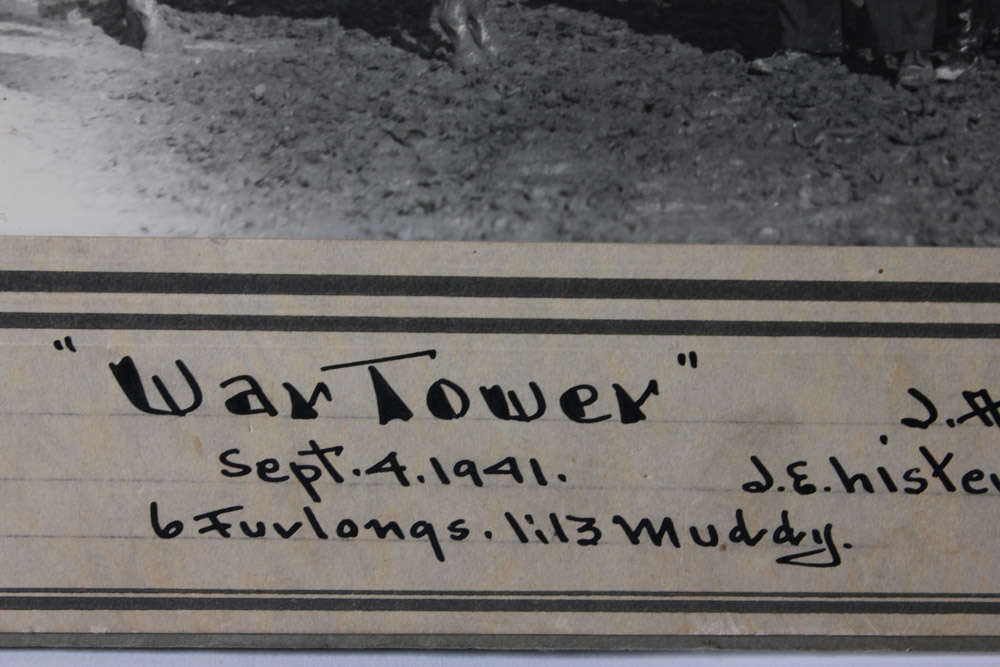 "War Tower"
Sept. 4. 1941.
6 Furlongs. 1:13 Muddy.
J.
J.E.